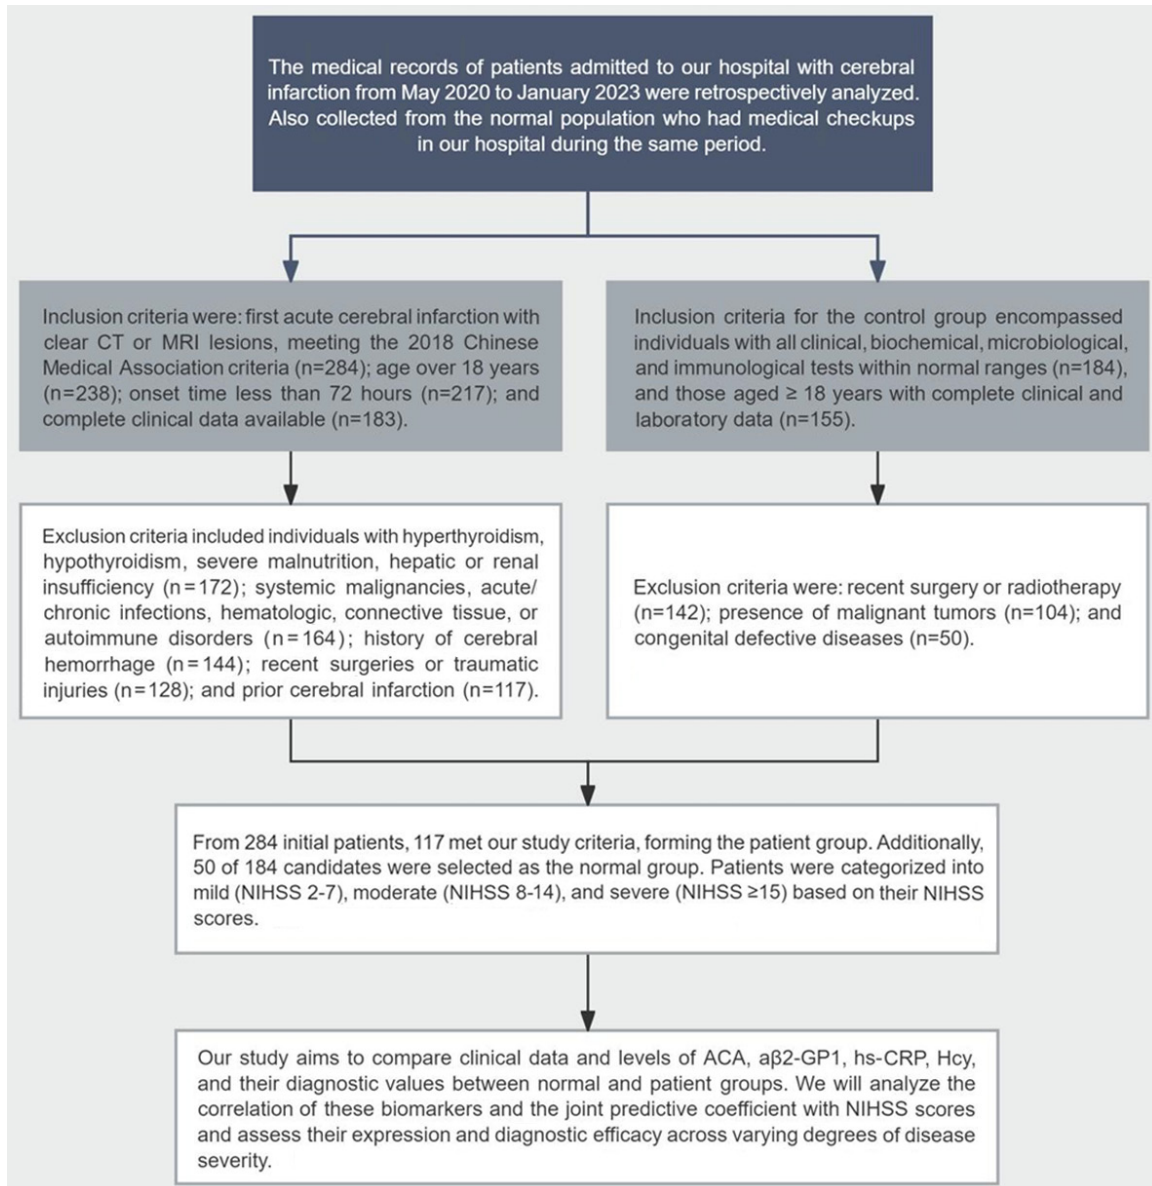 The medical records of patients admitted to our hospital with cerebral
infarction from May 2020 to January 2023 were retrospectively analyzed.
Also collected from the normal population who had medical checkups
in our hospital during the same period.
Inclusion criteria were: first acute cerebral infarction with
clear CT or MRI lesions, meeting the 2018 Chinese
Medical Association criteria (n=284); age over 18 years
(n=238); onset time less than 72 hours (n=217); and
complete clinical data available (n=183).
Inclusion criteria for the control group encompassed
individuals with all clinical, biochemical, microbiological,
and immunological tests within normal ranges (n=184),
and those aged ≥ 18 years with complete clinical and
laboratory data (n=155).
Exclusion criteria included individuals with hyperthyroidism,
hypothyroidism, severe malnutrition, hepatic or renal
insufficiency (n=172); systemic malignancies, acute/
chronic infections, hematologic, connective tissue, or
autoimmune disorders (n=164); history of cerebral
hemorrhage (n=144); recent surgeries or traumatic
injuries (n=128); and prior cerebral infarction (n=117).
Exclusion criteria were: recent surgery or radiotherapy
(n=142); presence of malignant tumors (n=104); and
congenital defective diseases (n=50).
From 284 initial patients, 117 met our study criteria, forming the patient group. Additionally,
50 of 184 candidates were selected as the normal group. Patients were categorized into
mild (NIHSS 2-7), moderate (NIHSS 8-14), and severe (NIHSS ≥15) based on their NIHSS
scores.
Our study aims to compare clinical data and levels of ACA, aβ2-GP1, hs-CRP, Hcy,
and their diagnostic values between normal and patient groups. We will analyze the
correlation of these biomarkers and the joint predictive coefficient with NIHSS scores
and assess their expression and diagnostic efficacy across varying degrees of disease
severity.